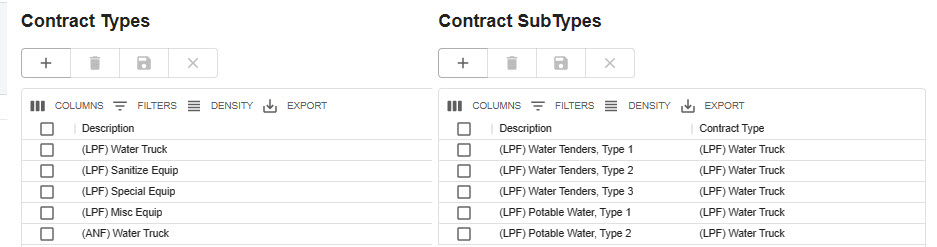 Contract Types
COLUMNS FILTERS DENSITY EXPORT
Description
(LPF) Water Truck
(LPF) Sanitize Equip
(LPF) Special Equip
(LPF) Misc Equip
(ANF) Water Truck
Contract SubTypes
COLUMNS FILTERS DENSITY EXPORT
Description Contract Type
(LPF) Water Tenders, Type 1 (LPF) Water Truck
(LPF) Water Tenders, Type 2 (LPF) Water Truck
(LPF) Water Tenders, Type 3 (LPF) Water Truck
(LPF) Potable Water, Type 1 (LPF) Water Truck
(LPF) Potable Water, Type 2 (LPF) Water Truck